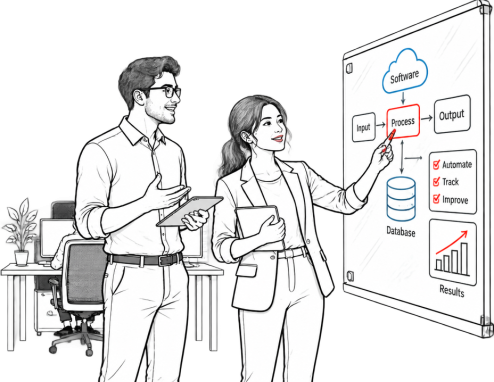 Software
Input
Process
Output
Automate
Track
Improve
Database
Results